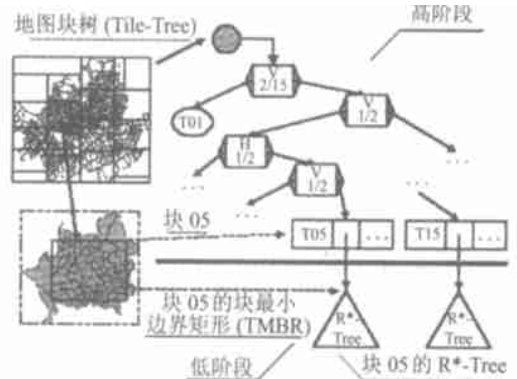 地图块树 (Tile-Tree)
高阶段
V
2/15
T01
V
1/2
H
1/2
...
V
1/2
...
...
块 05
T05
...
T15
...
块 05 的块最小
边界矩形 (TMBR)
R*-
Tree
R*-
Tree
低阶段
块 05 的 R*-Tree